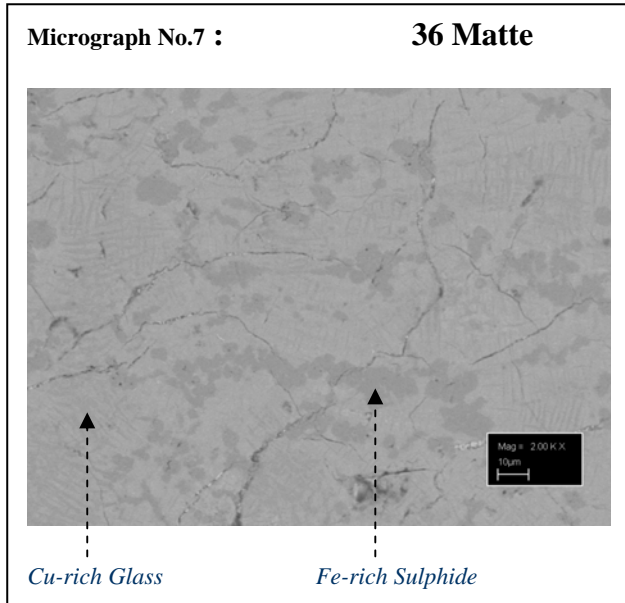 Micrograph No.7 : 36 Matte
Mag = 2.00 K X
10µm
Cu-rich Glass Fe-rich Sulphide